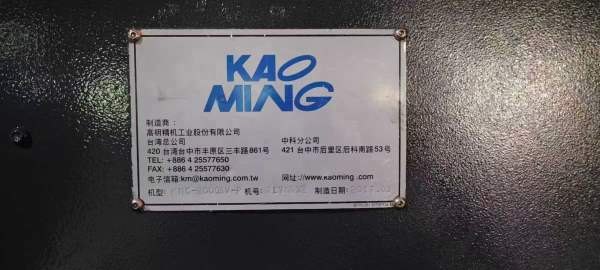 KAO
MING
制造商：
高明精机工业股份有限公司
台湾总公司 中科分公司
420 台湾台中市丰原区三丰路861号 421 台中市后里区后科南路53号
TEL: +886 4 25577650
FAX: +886 4 25577630
电子信箱:km@kaoming.com.tw 网址://www.kaoming.com
机型: 机号: 制造日期: